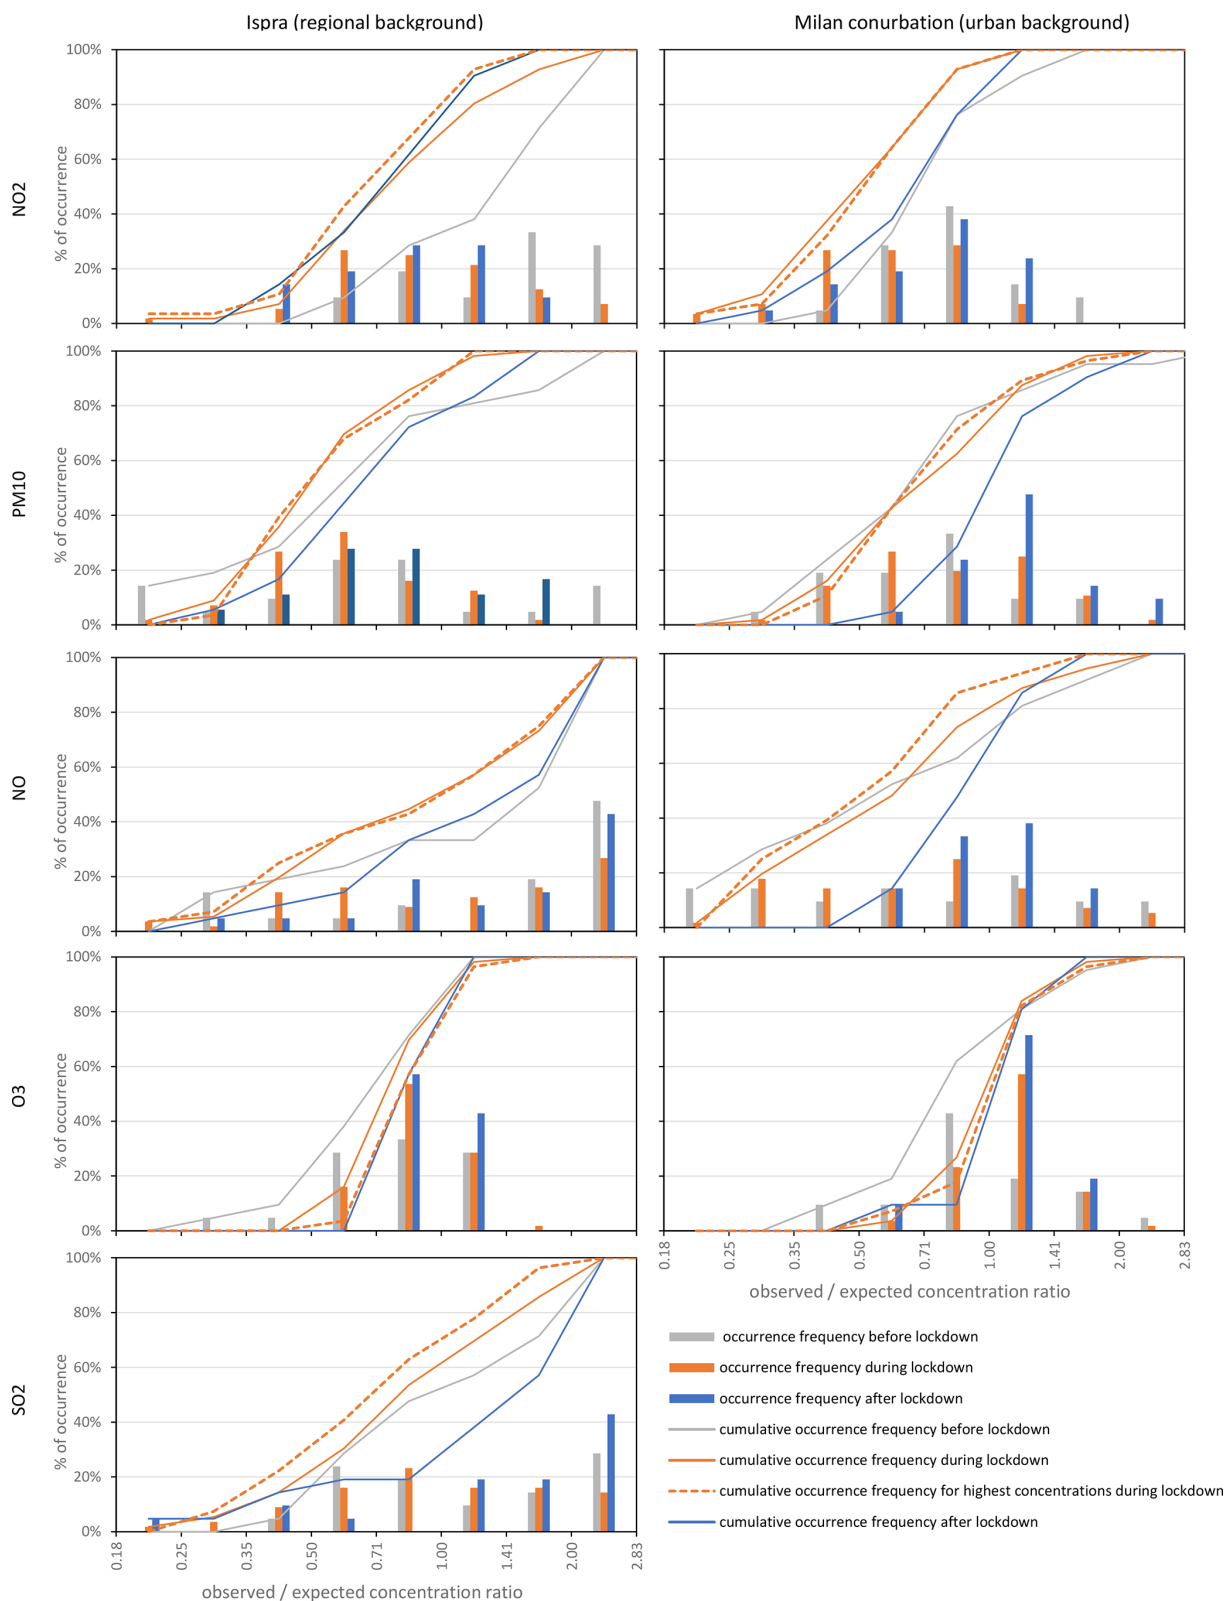 Ispra (regional background)
Milan conurbation (urban background)
NO2
% of occurrence
100%
80%
60%
40%
20%
0%
PM10
% of occurrence
100%
80%
60%
40%
20%
0%
NO
% of occurrence
100%
80%
60%
40%
20%
0%
O3
% of occurrence
100%
80%
60%
40%
20%
0%
0.18
0.25
0.35
0.50
0.71
1.00
1.41
2.00
2.83
observed / expected concentration ratio
SO2
% of occurrence
100%
80%
60%
40%
20%
0%
0.18
0.25
0.35
0.50
0.71
1.00
1.41
2.00
2.83
observed / expected concentration ratio
occurrence frequency before lockdown
occurrence frequency during lockdown
occurrence frequency after lockdown
cumulative occurrence frequency before lockdown
cumulative occurrence frequency during lockdown
cumulative occurrence frequency for highest concentrations during lockdown
cumulative occurrence frequency after lockdown